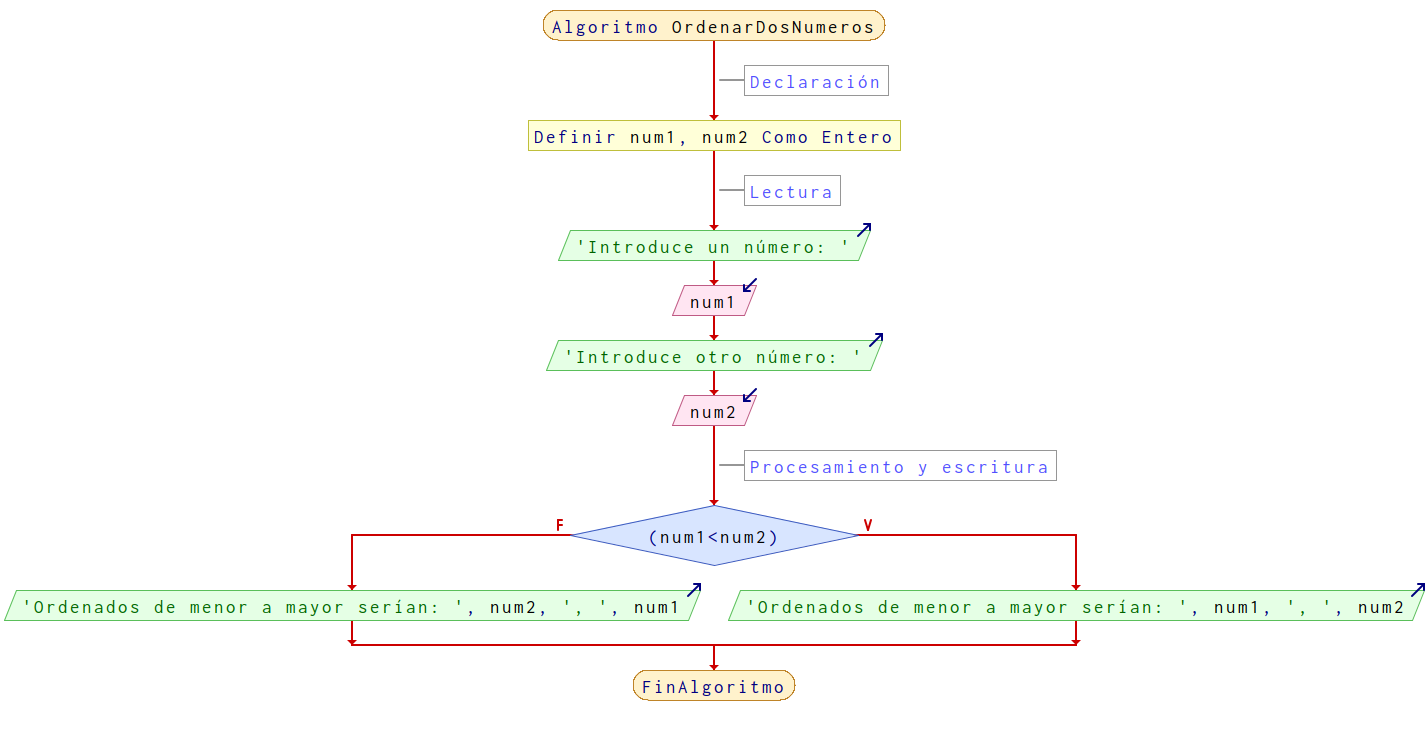 Algoritmo OrdenarDosNumeros
Declaración
Definir num1, num2 Como Entero
Lectura
'Introduce un número: '
num1
'Introduce otro número: '
num2
Procesamiento y escritura
F
V
(num1<num2)
'Ordenados de menor a mayor serían: ', num2, ', ', num1
'Ordenados de menor a mayor serían: ', num1, ', ', num2
FinAlgoritmo